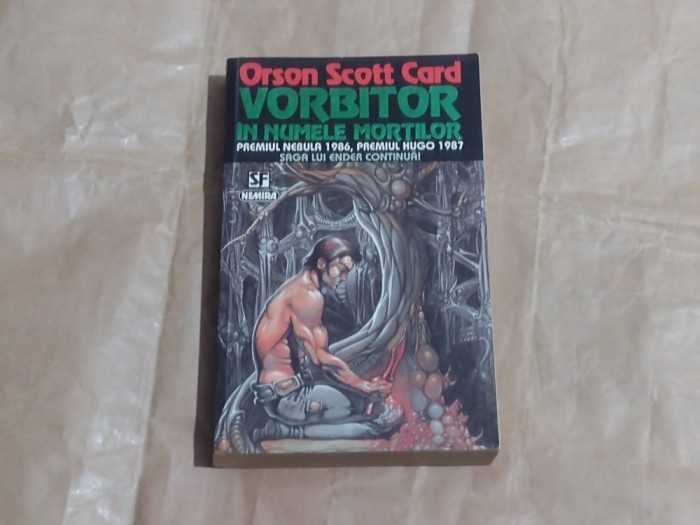 Orson Scott Card
VORBITOR
ÎN NUMELE MORȚILOR
PREMIUL NEBULA 1986, PREMIUL HUGO 1987
SAGA LUI ENDER CONTINUĂ!
SF
NEMIRA